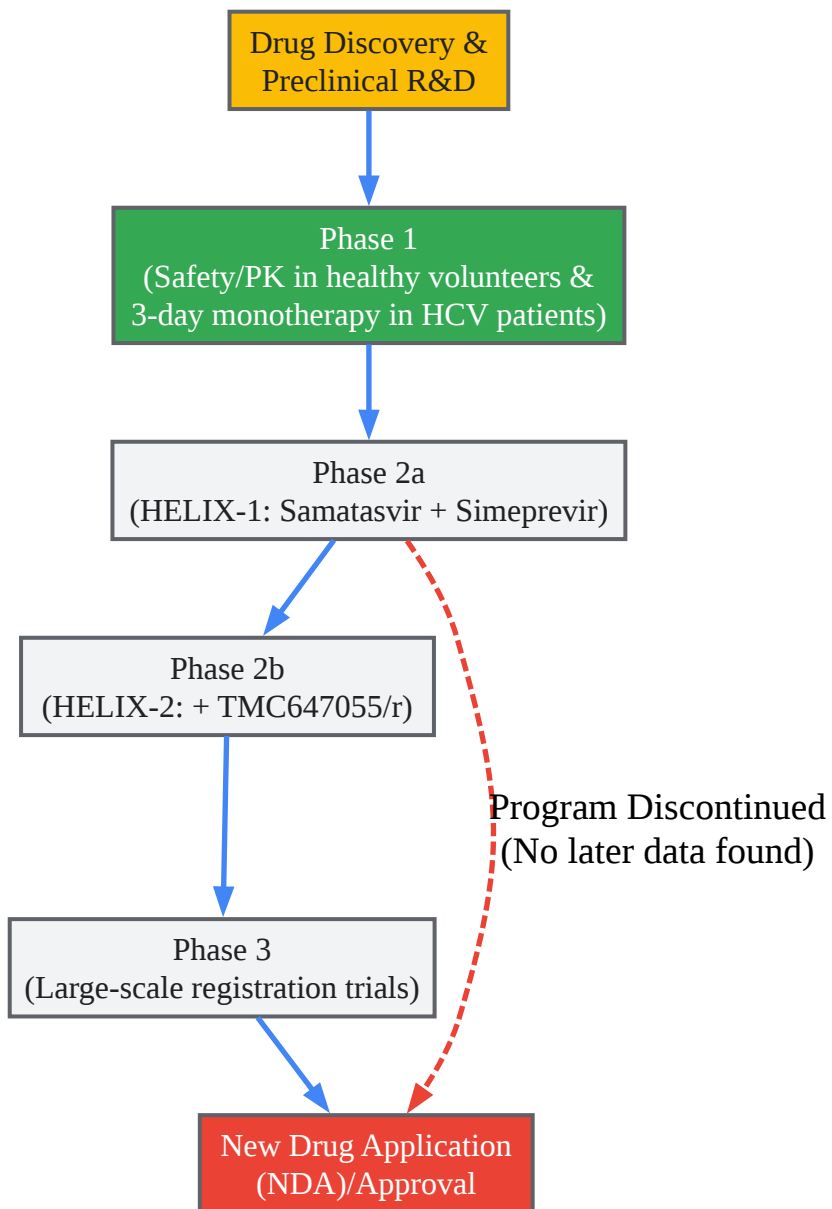 Drug Discovery &
Preclinical R&D
Phase 1
(Safety/PK in healthy volunteers &
3-day monotherapy in HCV patients)
Phase 2a
(HELIX-1: Samatasvir + Simeprevir)
Phase 2b
(HELIX-2: + TMC647055/r)
Program Discontinued
(No later data found)
Phase 3
(Large-scale registration trials)
New Drug Application
(NDA)/Approval